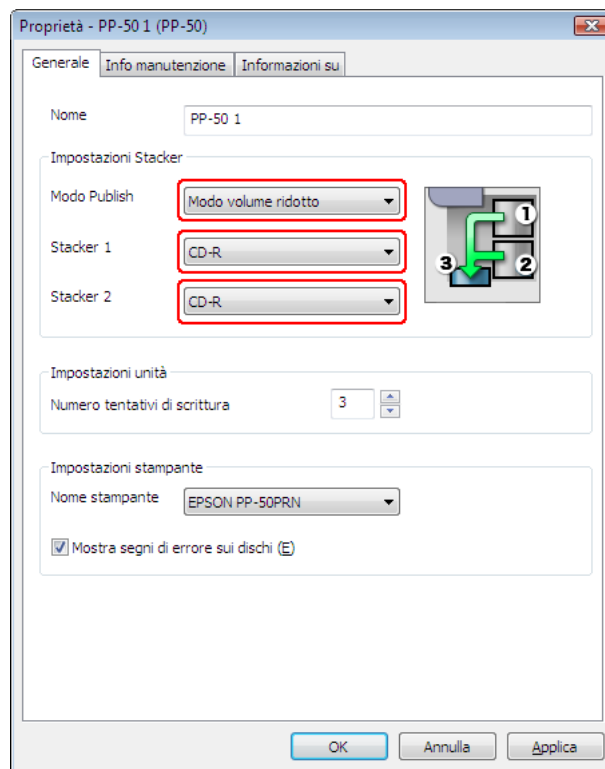 Proprietà - PP-50 1 (PP-50)
Generale Info manutenzione Informazioni su
Nome PP-50 1
Impostazioni Stacker
Modo Publish Modo volume ridotto
Stacker 1 CD-R
Stacker 2 CD-R
1
3 2
Impostazioni unità
Numero tentativi di scrittura 3
Impostazioni stampante
Nome stampante EPSON PP-50PRN
Mostra segni di errore sui dischi (E)
OK Annulla Applica